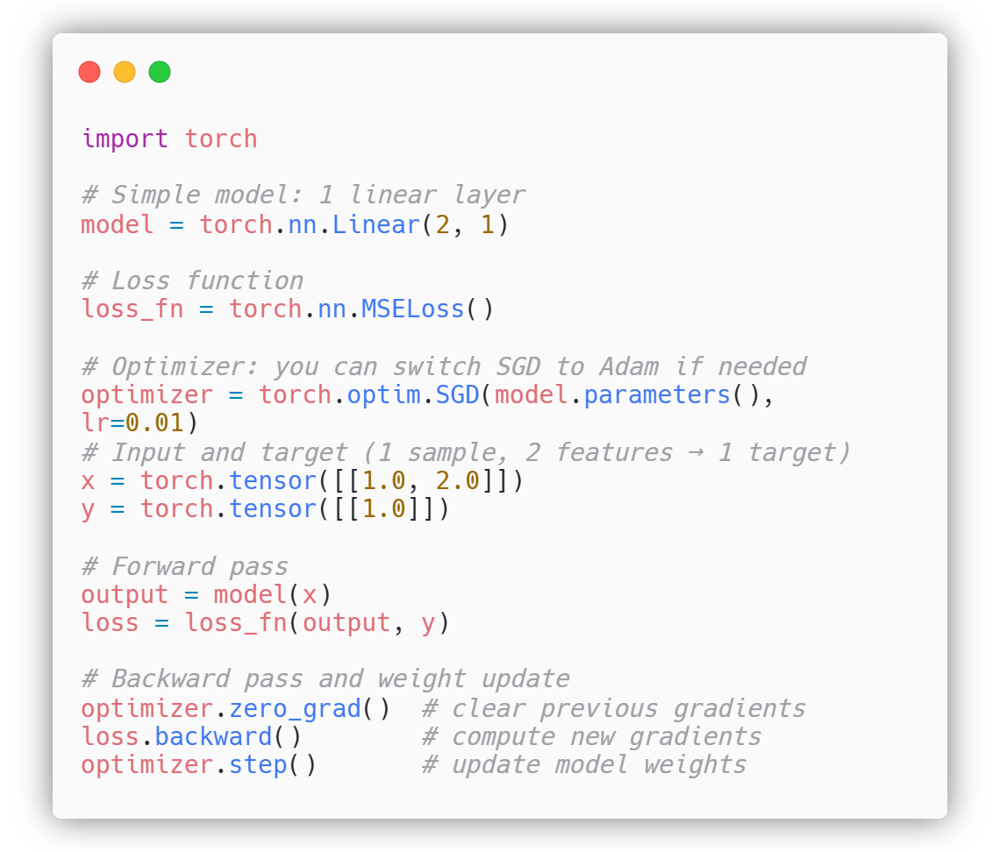 import torch

# Simple model: 1 linear layer
model = torch.nn.Linear(2, 1)

# Loss function
loss_fn = torch.nn.MSELoss()

# Optimizer: you can switch SGD to Adam if needed
optimizer = torch.optim.SGD(model.parameters(),
lr=0.01)
# Input and target (1 sample, 2 features → 1 target)
x = torch.tensor([[1.0, 2.0]])
y = torch.tensor([[1.0]])

# Forward pass
output = model(x)
loss = loss_fn(output, y)

# Backward pass and weight update
optimizer.zero_grad()  # clear previous gradients
loss.backward()        # compute new gradients
optimizer.step()       # update model weights